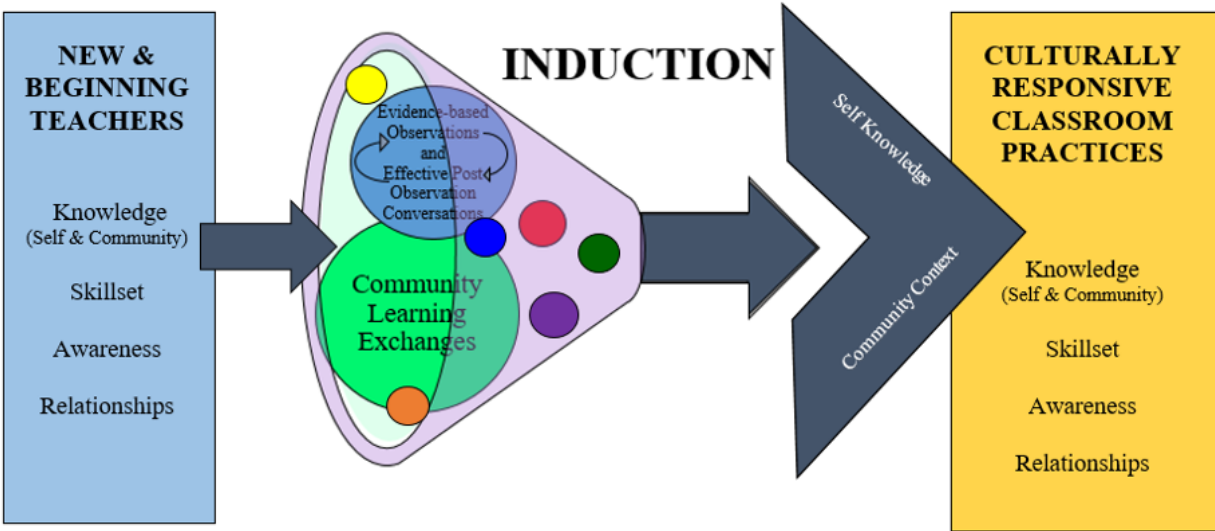 NEW &
BEGINNING
TEACHERS
Knowledge
(Self & Community)
Skillset
Awareness
Relationships
INDUCTION
Evidence-based
Observations
and
Effective Post
Observation
Conversations
Community
Learning
Exchanges
Self Knowledge
Community Context
CULTURALLY
RESPONSIVE
CLASSROOM
PRACTICES
Knowledge
(Self & Community)
Skillset
Awareness
Relationships